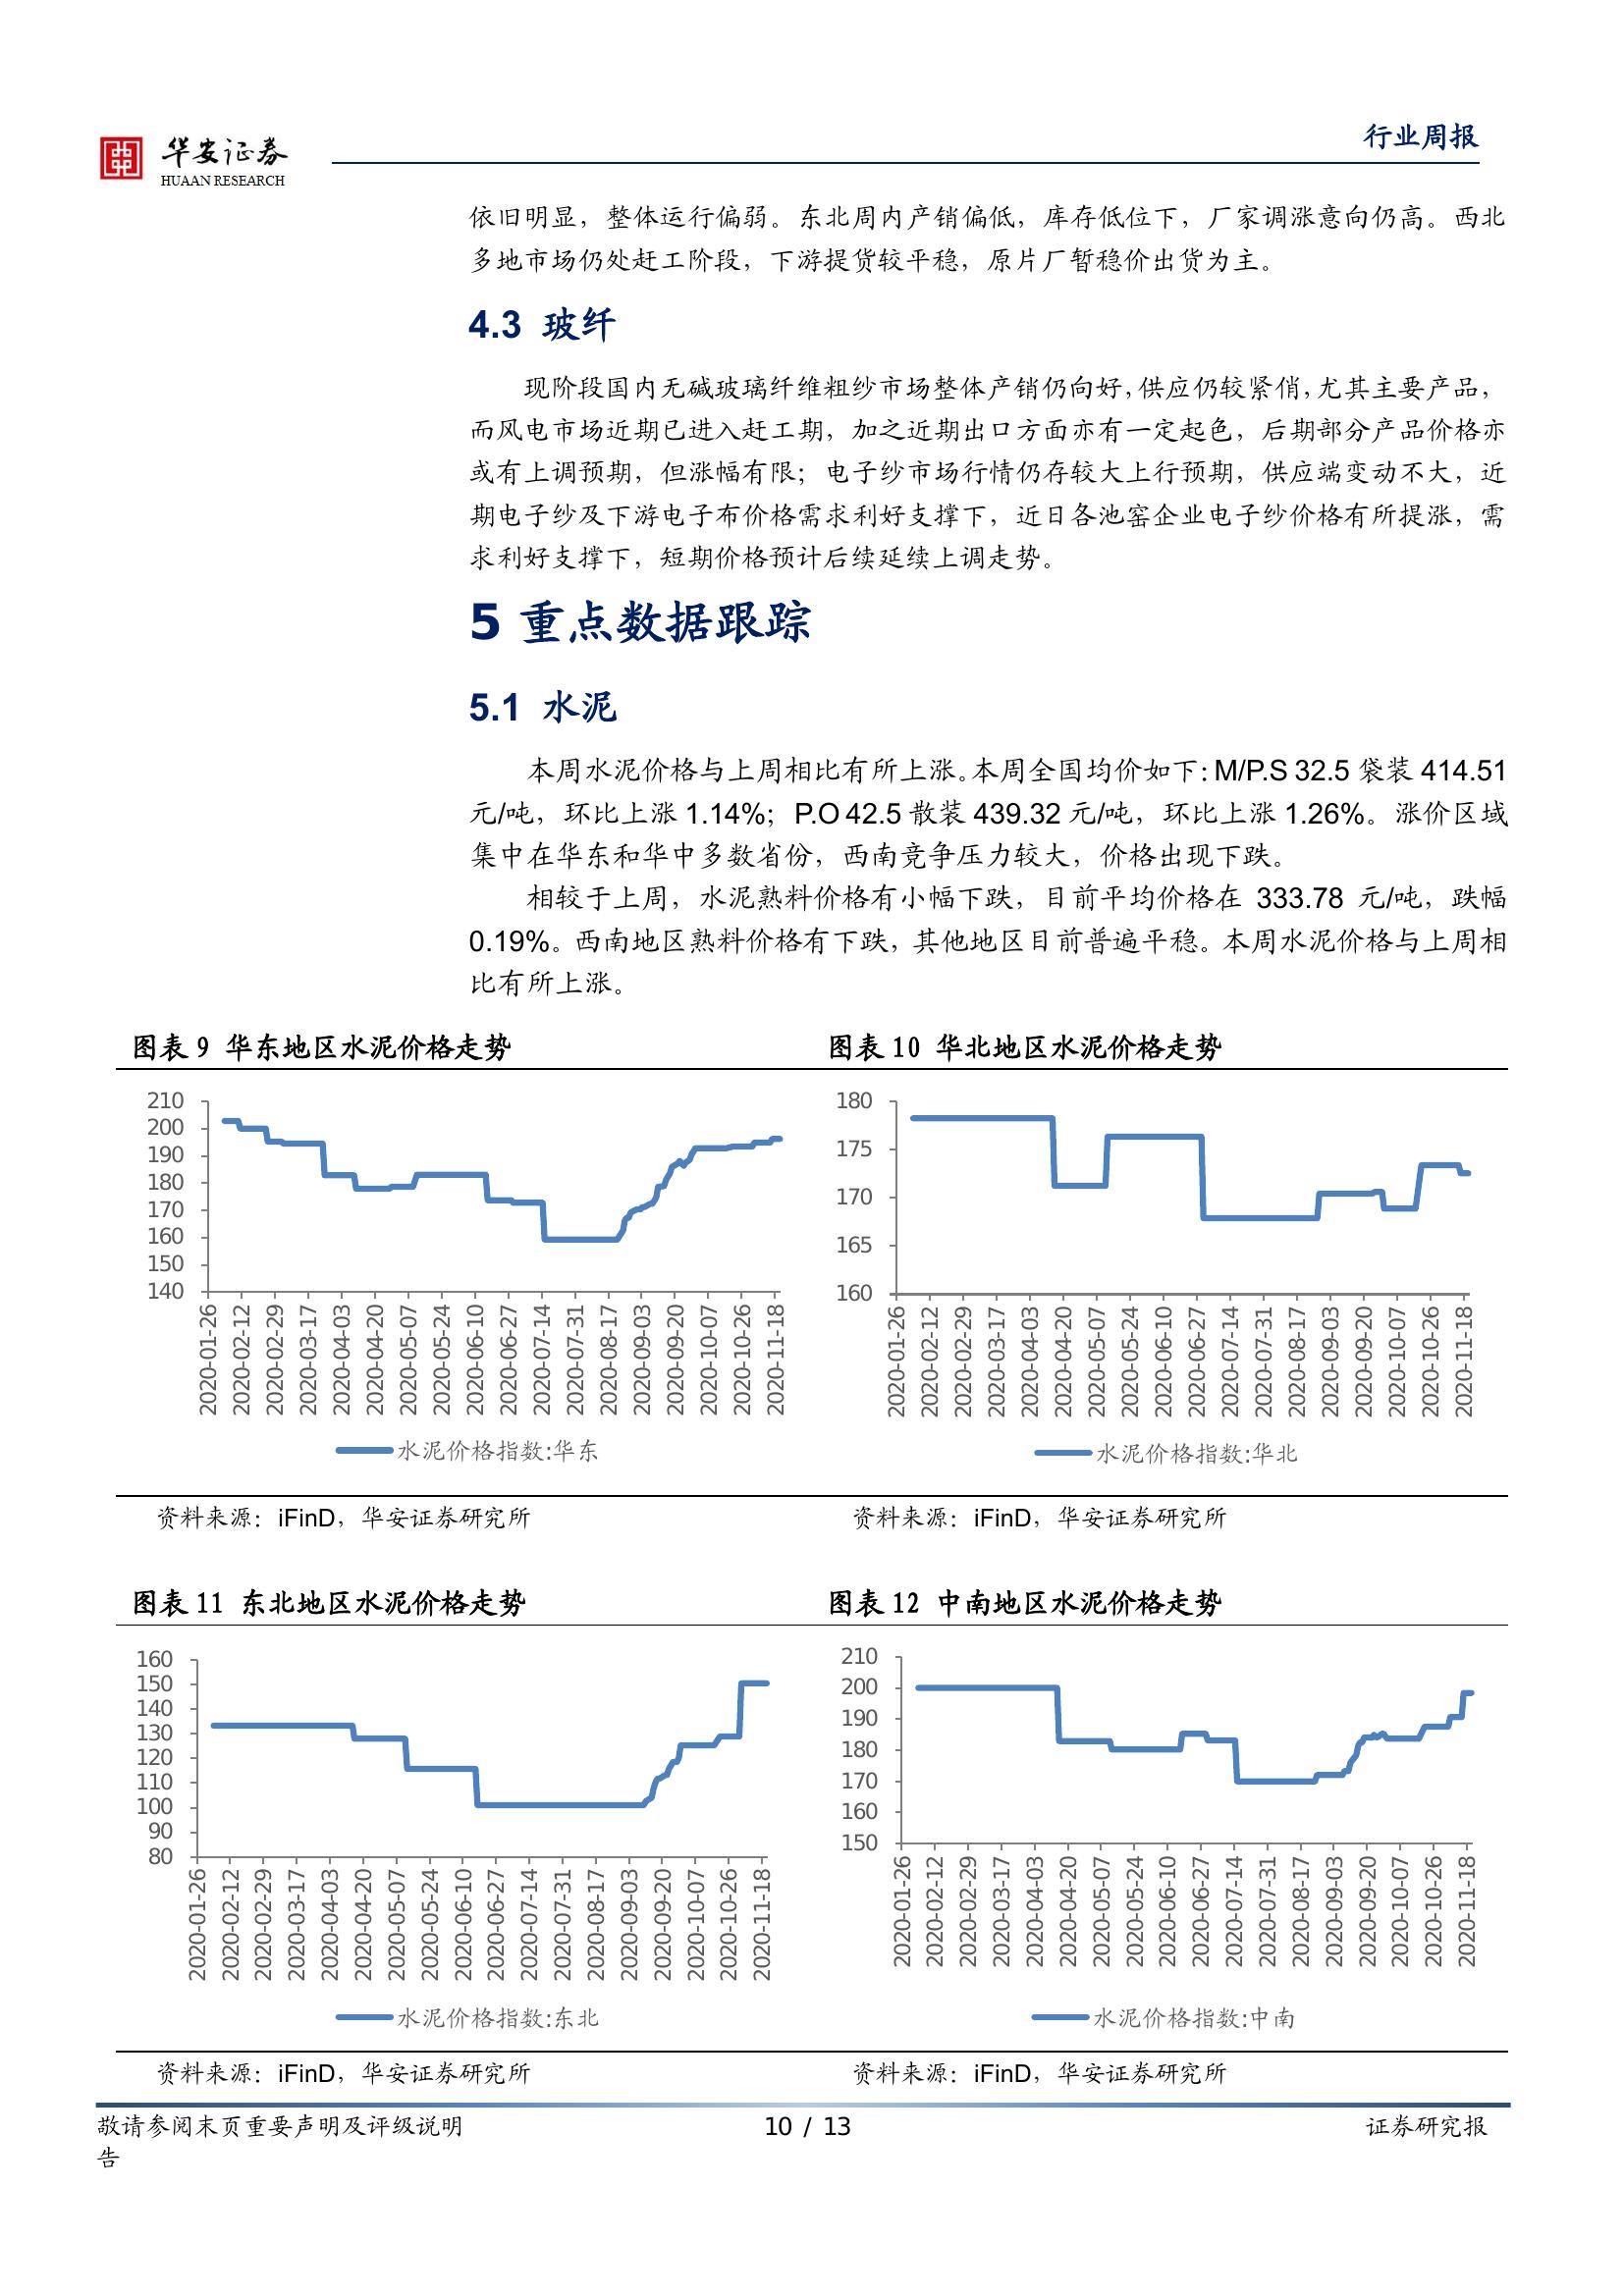 华安证券
HUAAN RESEARCH
行业周报
依旧明显，整体运行偏弱。东北周内产销偏低，库存低位下，厂家调涨意向仍高。西北
多地市场仍处赶工阶段，下游提货较平稳，原片厂暂稳价出货为主。
4.3 玻纤
现阶段国内无碱玻璃纤维粗纱市场整体产销仍向好，供应仍较紧俏，尤其主要产品，
而风电市场近期已进入赶工期，加之近期出口方面亦有一定起色，后期部分产品价格亦
或有上调预期，但涨幅有限；电子纱市场行情仍存较大上行预期，供应端变动不大，近
期电子纱及下游电子布价格需求利好支撑下，近日各池窑企业电子纱价格有所提涨，需
求利好支撑下，短期价格预计后续延续上调走势。
5 重点数据跟踪
5.1 水泥
本周水泥价格与上周相比有所上涨。本周全国均价如下：M/P.S 32.5 袋装 414.51
元/吨，环比上涨 1.14%；P.O 42.5 散装 439.32 元/吨，环比上涨 1.26%。涨价区域
集中在华东和华中多数省份，西南竞争压力较大，价格出现下跌。
相较于上周，水泥熟料价格有小幅下跌，目前平均价格在 333.78 元/吨，跌幅
0.19%。西南地区熟料价格有下跌，其他地区目前普遍平稳。本周水泥价格与上周相
比有所上涨。
图表 9 华东地区水泥价格走势
210
200
190
180
170
160
150
140
2020-01-26
2020-02-12
2020-02-29
2020-03-17
2020-04-03
2020-04-20
2020-05-07
2020-05-24
2020-06-10
2020-06-27
2020-07-14
2020-07-31
2020-08-17
2020-09-03
2020-09-20
2020-10-07
2020-10-26
2020-11-18
水泥价格指数:华东
资料来源：iFinD，华安证券研究所
图表 10 华北地区水泥价格走势
180
175
170
165
160
2020-01-26
2020-02-12
2020-02-29
2020-03-17
2020-04-03
2020-04-20
2020-05-07
2020-05-24
2020-06-10
2020-06-27
2020-07-14
2020-07-31
2020-08-17
2020-09-03
2020-09-20
2020-10-07
2020-10-26
2020-11-18
水泥价格指数:华北
资料来源：iFinD，华安证券研究所
图表 11 东北地区水泥价格走势
160
150
140
130
120
110
100
90
80
2020-01-26
2020-02-12
2020-02-29
2020-03-17
2020-04-03
2020-04-20
2020-05-07
2020-05-24
2020-06-10
2020-06-27
2020-07-14
2020-07-31
2020-08-17
2020-09-03
2020-09-20
2020-10-07
2020-10-26
2020-11-18
水泥价格指数:东北
资料来源：iFinD，华安证券研究所
图表 12 中南地区水泥价格走势
210
200
190
180
170
160
150
2020-01-26
2020-02-12
2020-02-29
2020-03-17
2020-04-03
2020-04-20
2020-05-07
2020-05-24
2020-06-10
2020-06-27
2020-07-14
2020-07-31
2020-08-17
2020-09-03
2020-09-20
2020-10-07
2020-10-26
2020-11-18
水泥价格指数:中南
资料来源：iFinD，华安证券研究所
敬请参阅末页重要声明及评级说明
10 / 13
证券研究报
告